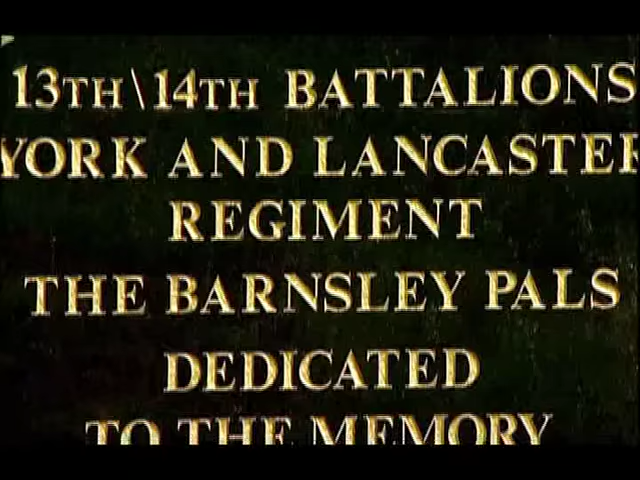 13TH\14TH BATTALIONS
YORK AND LANCASTER
REGIMENT
THE BARNSLEY PALS
DEDICATED
TO THE MEMORY